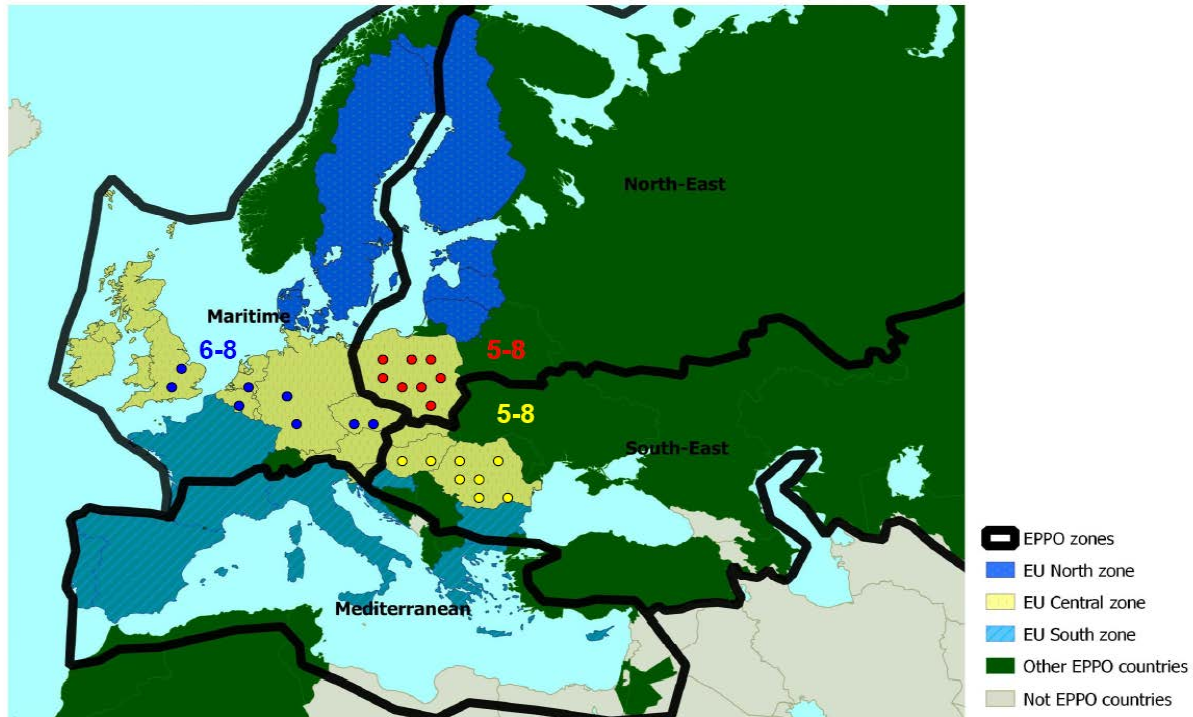 North-East
Maritime
6-8
5-8
5-8
South-East
Mediterranean
EPPO zones
EU North zone
EU Central zone
EU South zone
Other EPPO countries
Not EPPO countries